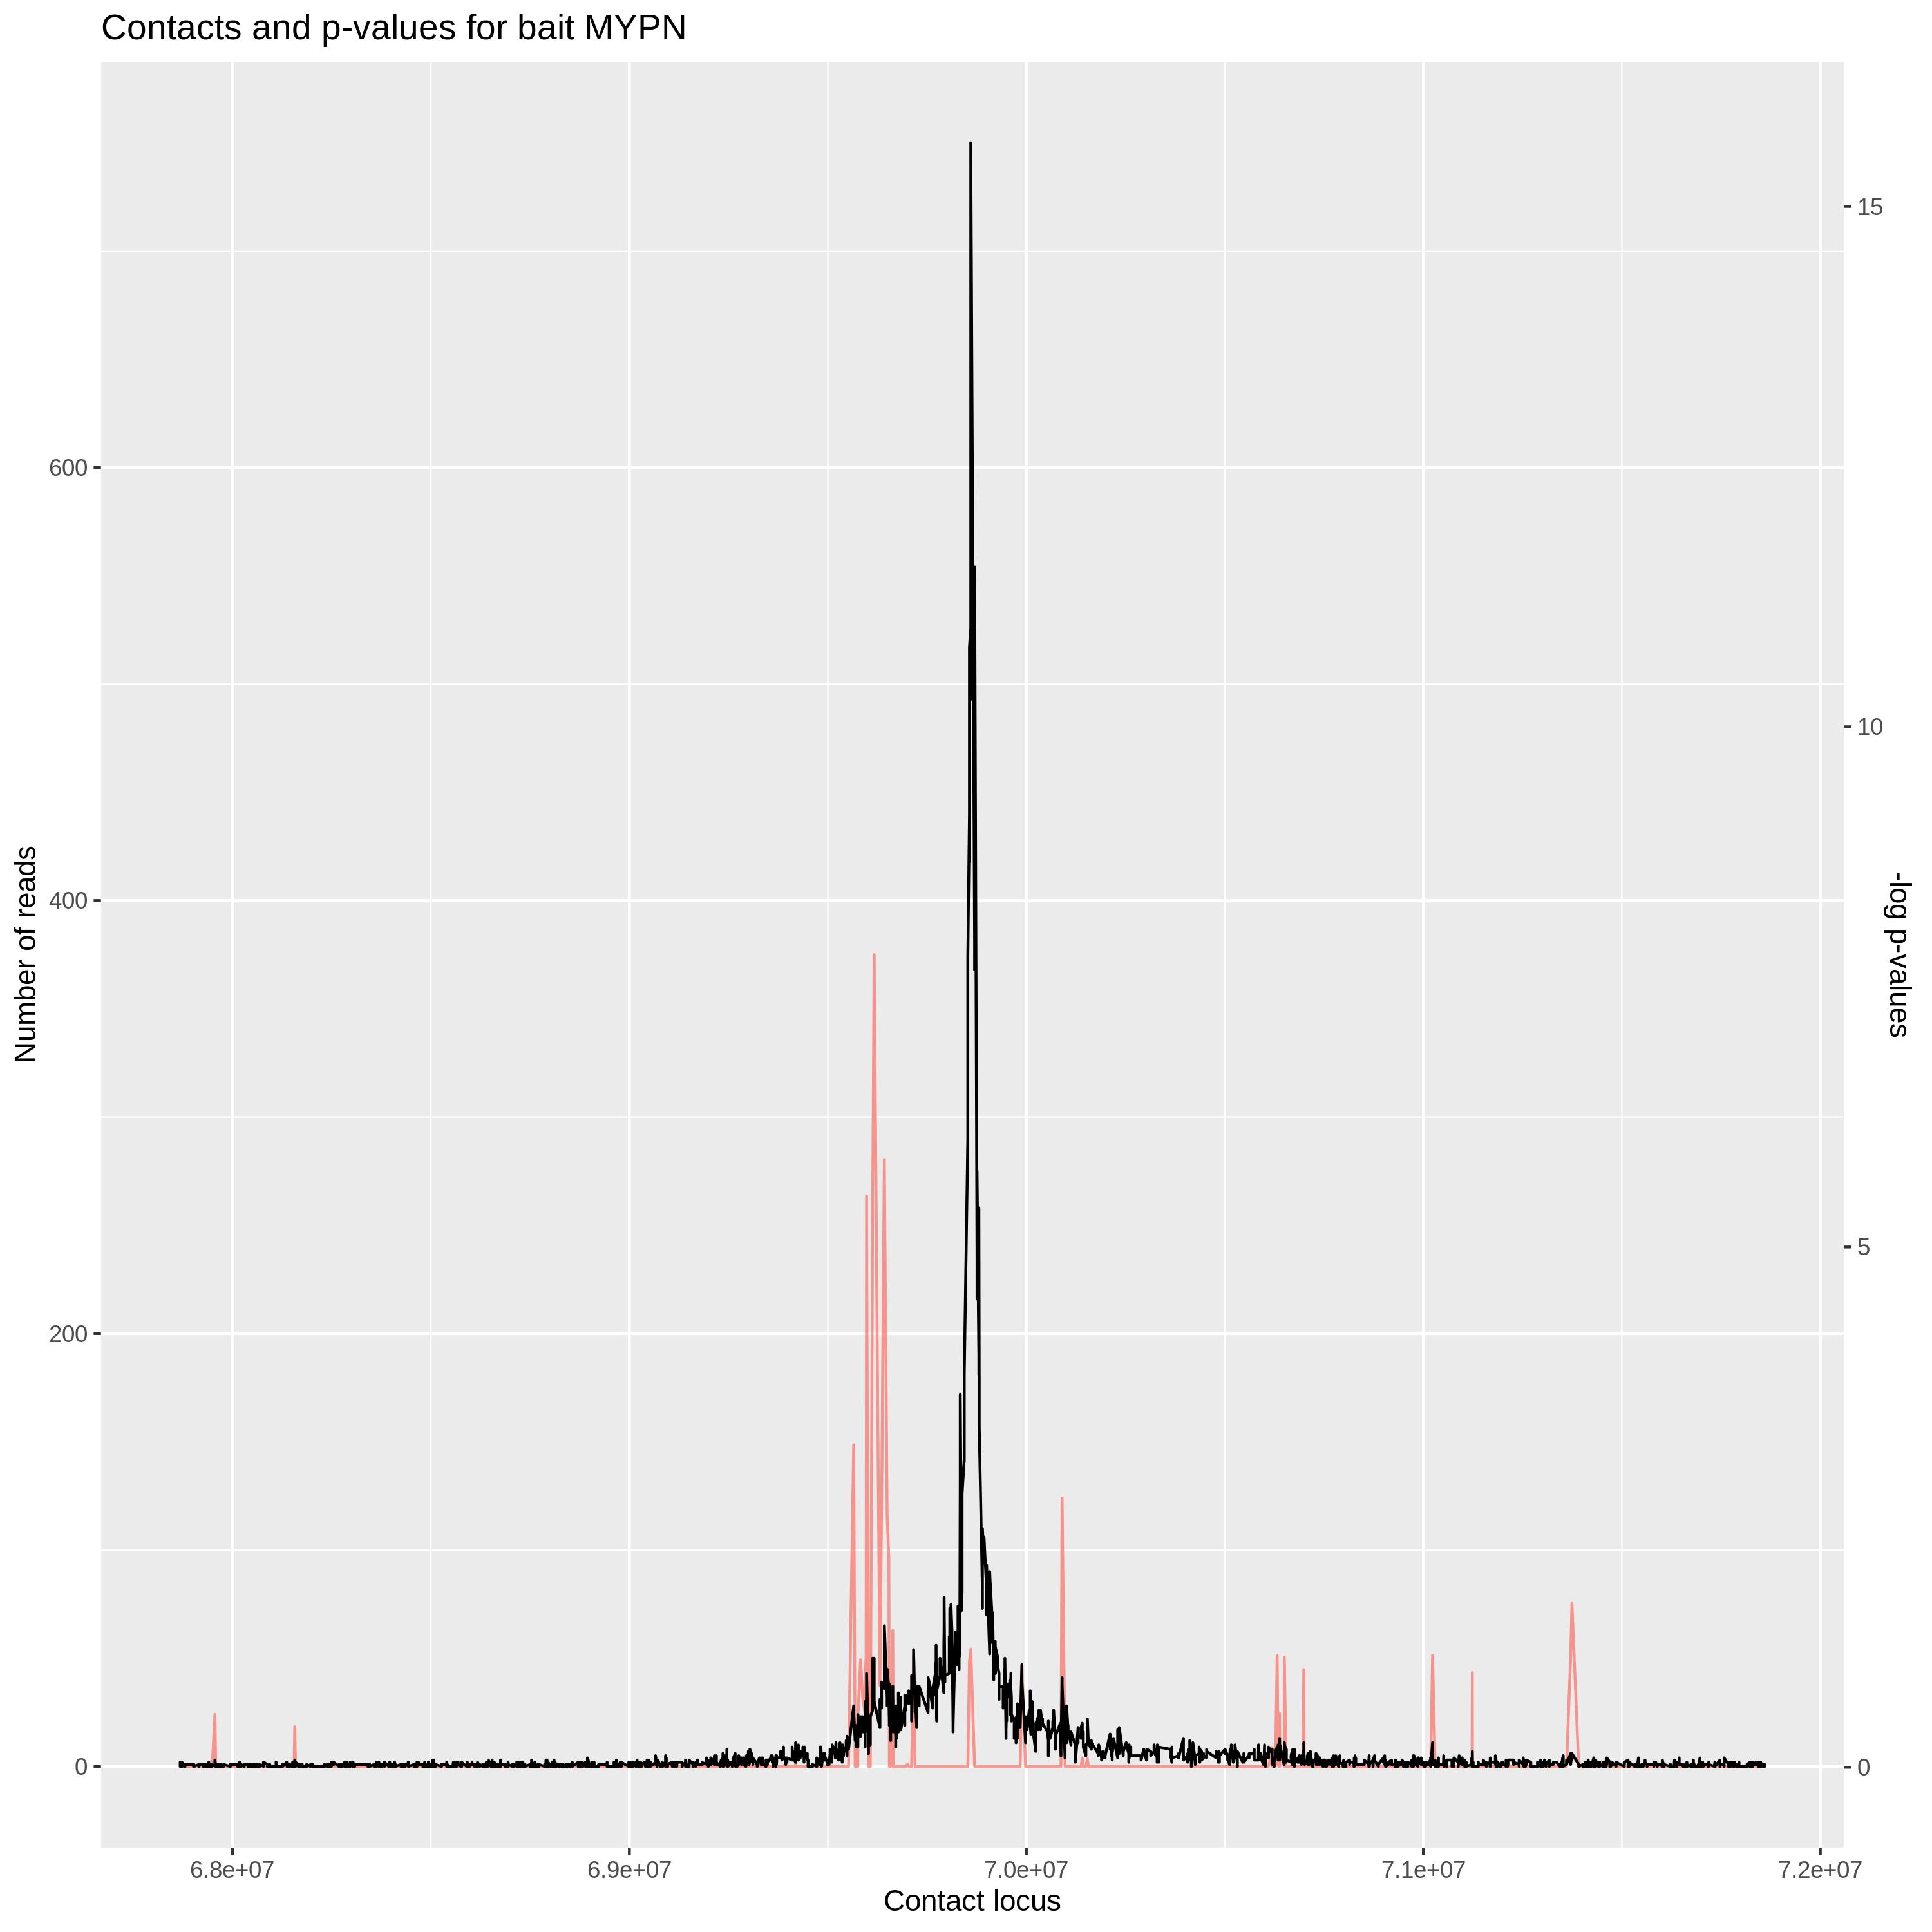 Contacts and p-values for bait MYPN
15
600
10
400
Number of reads
-log p-values
5
200
0
0
6.8e+07
6.9e+07
7.0e+07
7.1e+07
7.2e+07
Contact locus